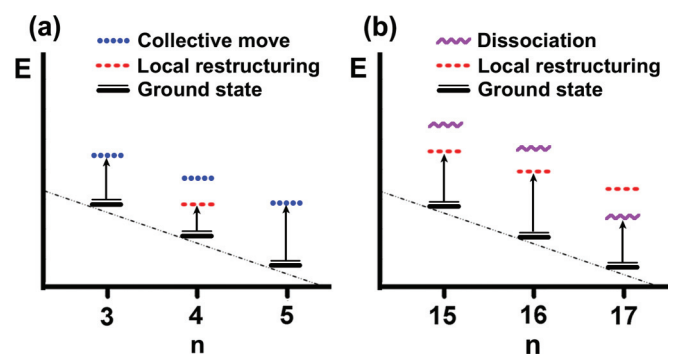 (a)
Collective move
Local restructuring
Ground state
E
3 4 5
n
(b)
Dissociation
Local restructuring
Ground state
E
15 16 17
n